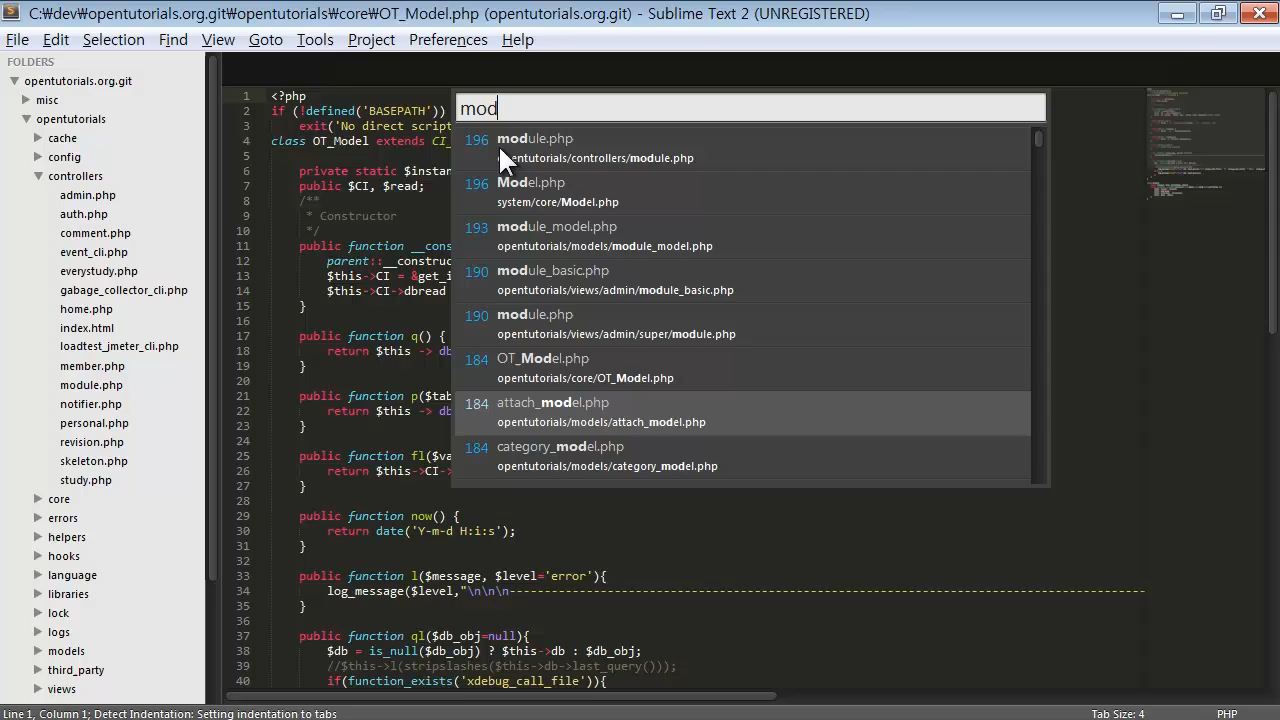 C:₩dev₩opentutorials.org.git₩opentutorials₩core₩OT_Model.php (opentutorials.org.git) - Sublime Text 2 (UNREGISTERED)
File Edit Selection Find View Goto Tools Project Preferences Help
FOLDERS
opentutorials.org.git
misc
opentutorials
cache
config
controllers
admin.php
auth.php
comment.php
event_cli.php
everystudy.php
gabage_collector_cli.php
home.php
index.html
loadtest_jmeter_cli.php
member.php
module.php
notifier.php
personal.php
revision.php
skeleton.php
study.php
core
errors
helpers
hooks
language
libraries
lock
logs
models
third_party
views
mod
196 module.php
opentutorials/controllers/module.php
196 Model.php
system/core/Model.php
193 module_model.php
opentutorials/models/module_model.php
190 module_basic.php
opentutorials/views/admin/module_basic.php
190 module.php
opentutorials/views/admin/super/module.php
184 OT_Model.php
opentutorials/core/OT_Model.php
184 attach_model.php
opentutorials/models/attach_model.php
184 category_model.php
opentutorials/models/category_model.php
1 <?php
2 if (!defined('BASEPATH'))
3 exit('No direct script
4 class OT_Model extends CI_
5
6 private static $instan
7 public $CI, $read;
8 /**
9 * Constructor
10 */
11 public function __cons
12 parent::__construc
13 $this->CI = &get_i
14 $this->CI->dbread
15 }
16
17 public function q() {
18 return $this -> db
19 }
20
21 public function p($tab
22 return $this -> db
23 }
24
25 public function fl($va
26 return $this->CI->
27 }
28
29 public function now() {
30 return date('Y-m-d H:i:s');
31 }
32
33 public function l($message, $level='error'){
34 log_message($level,"\n\n\n-------------------------------------------------------------------------------------------
35 }
36
37 public function ql($db_obj=null){
38 $db = is_null($db_obj) ? $this->db : $db_obj;
39 //$this->l(stripslashes($this->db->last_query()));
40 if(function_exists('xdebug_call_file')){
Line 1, Column 1; Detect Indentation: Setting indentation to tabs
Tab Size: 4
PHP